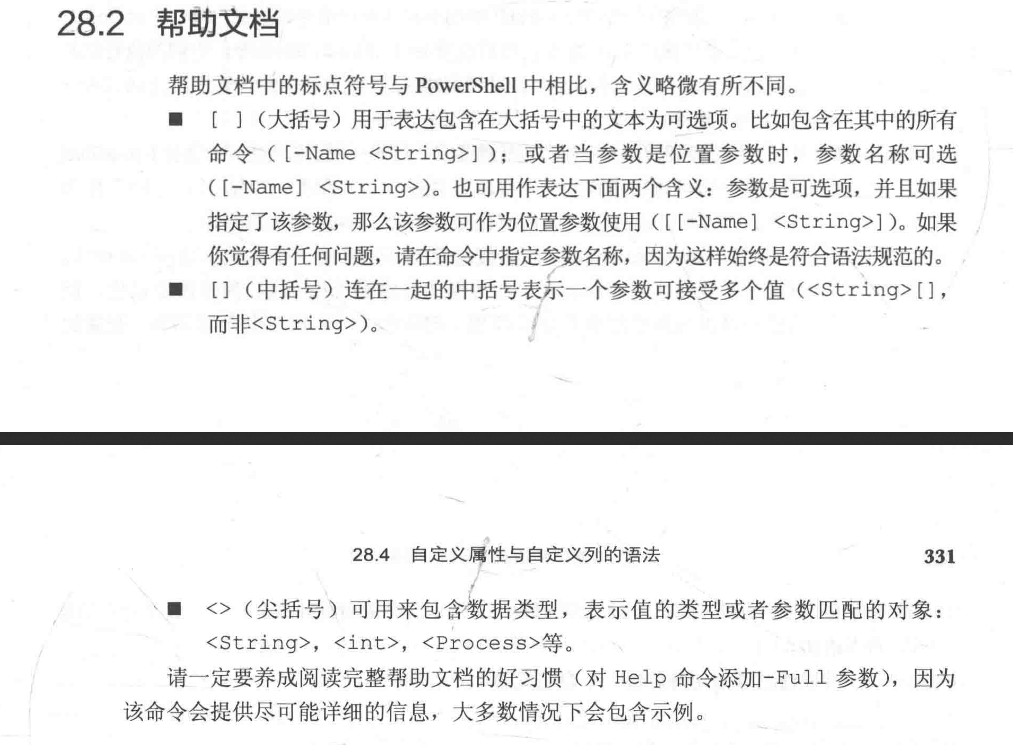 28.2 帮助文档
帮助文档中的标点符号与 PowerShell 中相比，含义略微有所不同。
■ [ ]（大括号）用于表达包含在大括号中的文本为可选项。比如包含在其中的所有
命令（[-Name <String>]）；或者当参数是位置参数时，参数名称可选
（[-Name] <String>）。也可用作表达下面两个含义：参数是可选项，并且如果
指定了该参数，那么该参数可作为位置参数使用（[[-Name] <String>]）。如果
你觉得有任何问题，请在命令中指定参数名称，因为这样始终是符合语法规范的。
■ []（中括号）连在一起的中括号表示一个参数可接受多个值（<String>[]，
而非<String>）。
28.4 自定义属性与自定义列的语法 331
■ <>（尖括号）可用来包含数据类型，表示值的类型或者参数匹配的对象：
<String>，<int>，<Process>等。
请一定要养成阅读完整帮助文档的好习惯（对 Help 命令添加-Full 参数），因为
该命令会提供尽可能详细的信息，大多数情况下会包含示例。